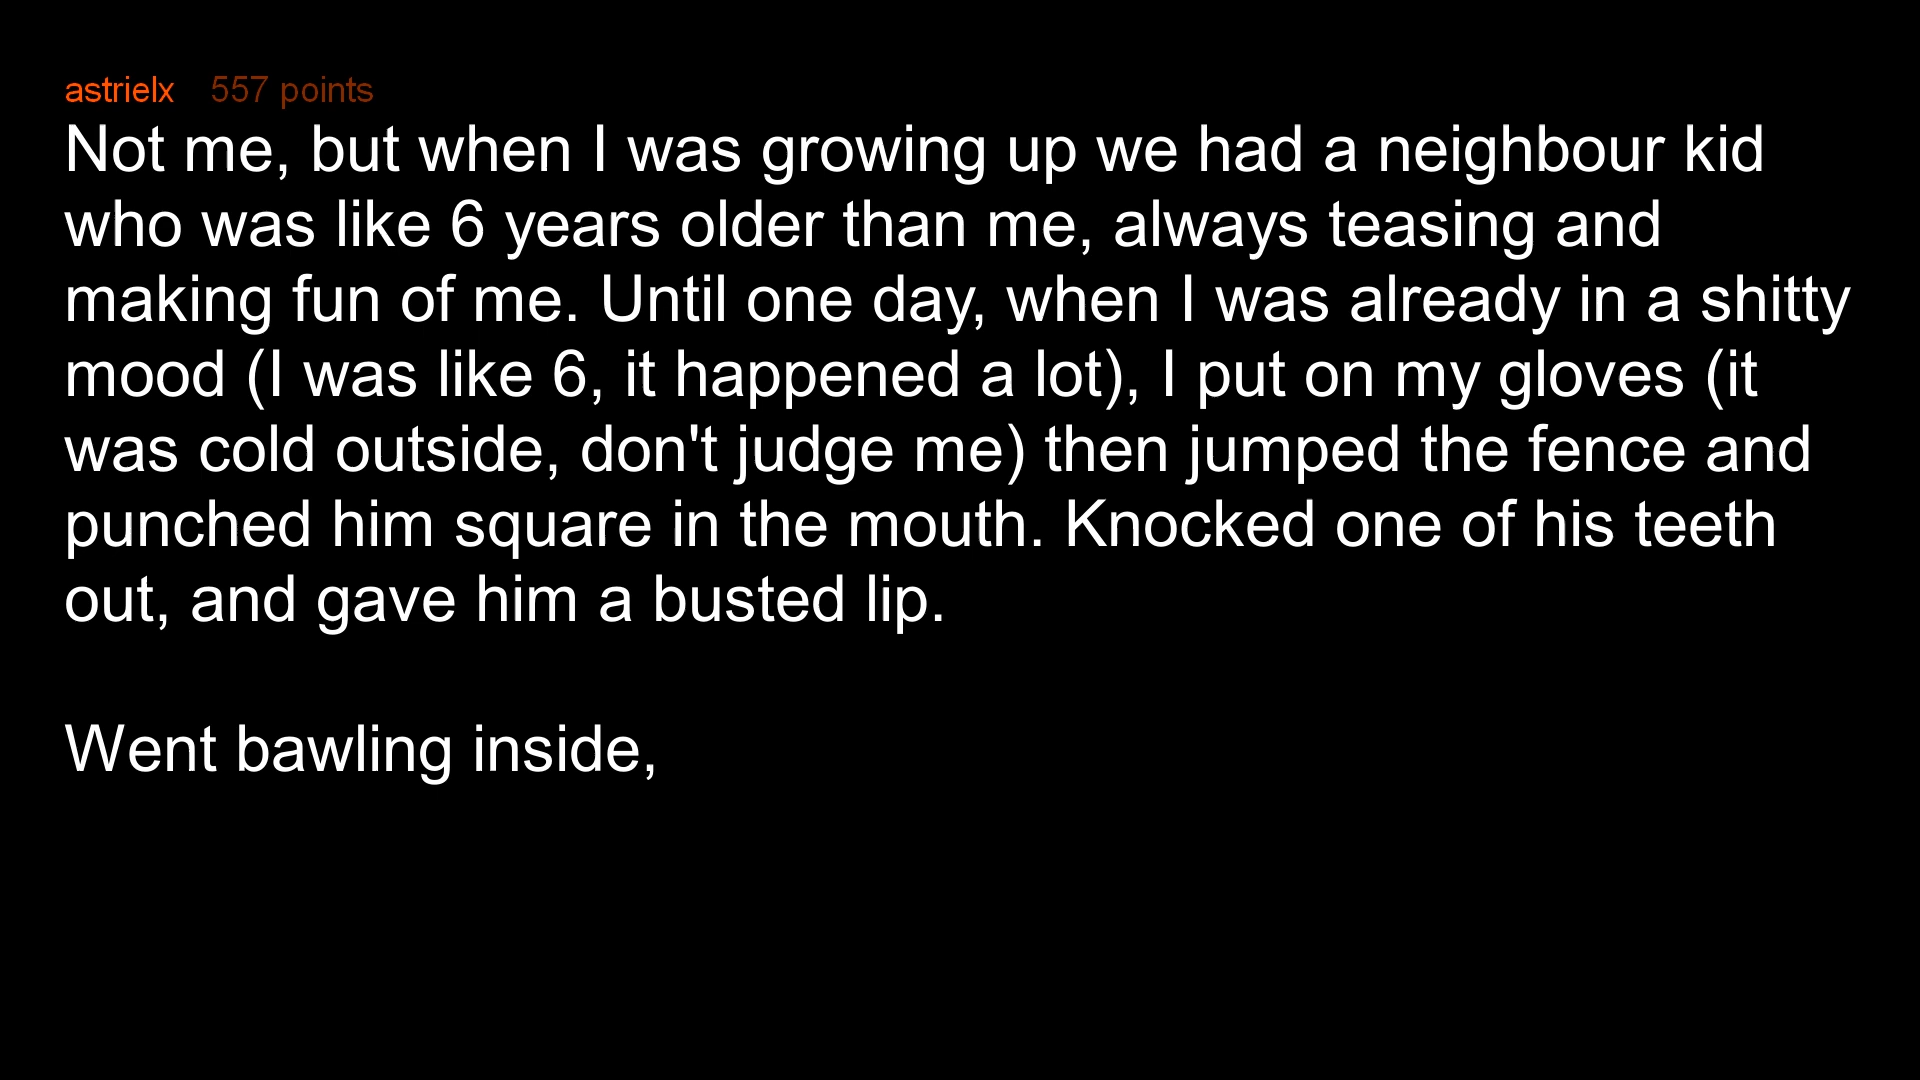 astrielx 557 points
Not me, but when I was growing up we had a neighbour kid
who was like 6 years older than me, always teasing and
making fun of me. Until one day, when I was already in a shitty
mood (I was like 6, it happened a lot), I put on my gloves (it
was cold outside, don't judge me) then jumped the fence and
punched him square in the mouth. Knocked one of his teeth
out, and gave him a busted lip.
Went bawling inside,